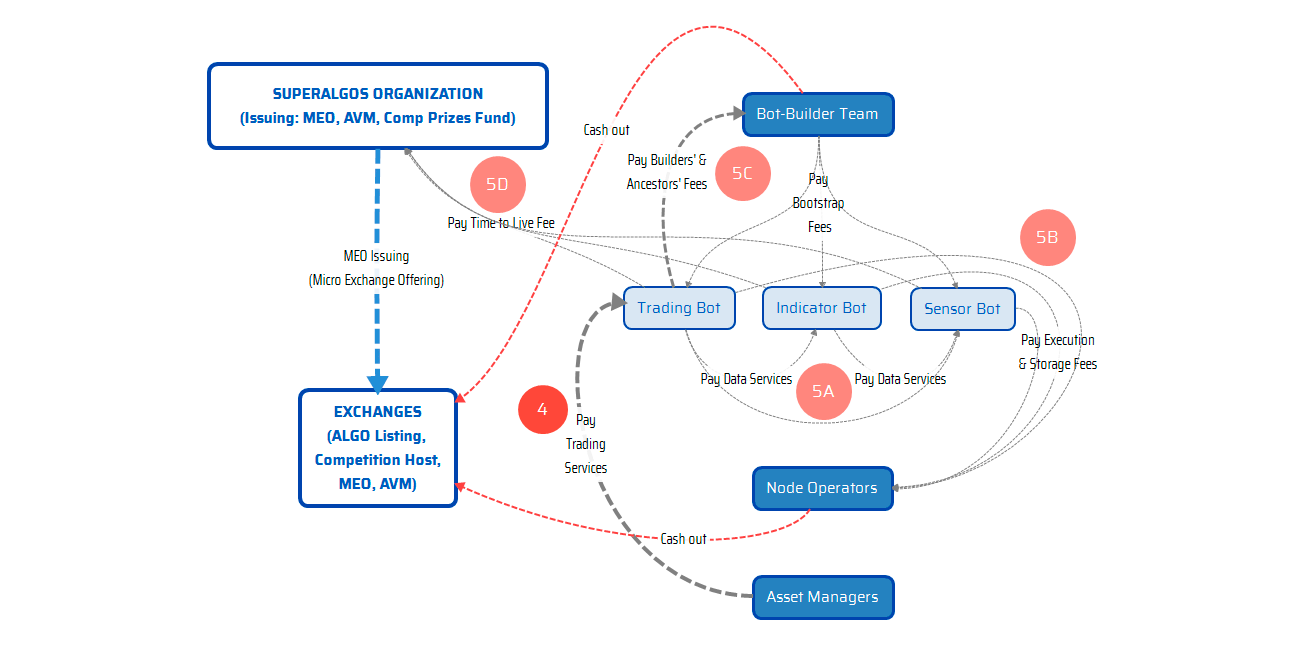 SUPERALGOS ORGANIZATION
(Issuing: MEO, AVM, Comp Prizes Fund)
Bot-Builder Team
Cash out
Pay Builders' &
Ancestors' Fees
5C
5D
Pay
Bootstrap
Fees
Pay Time to Live Fee
5B
MEO Issuing
(Micro Exchange Offering)
Trading Bot
Indicator Bot
Sensor Bot
Pay Execution
& Storage Fees
Pay Data Services
5A
Pay Data Services
4
Pay
Trading
Services
EXCHANGES
(ALGO Listing,
Competition Host,
MEO, AVM)
Node Operators
Cash out
Asset Managers